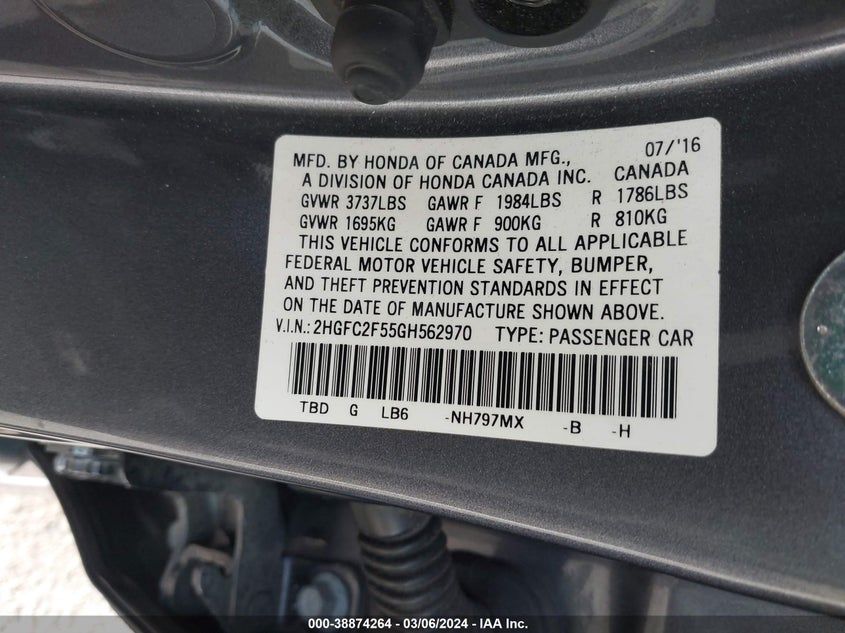 07/'16
MFD. BY HONDA OF CANADA MFG., CANADA
A DIVISION OF HONDA CANADA INC.
GVWR 3737LBS GAWR F 1984LBS R 1786LBS
GVWR 1695KG GAWR F 900KG R 810KG
THIS VEHICLE CONFORMS TO ALL APPLICABLE
FEDERAL MOTOR VEHICLE SAFETY, BUMPER,
AND THEFT PREVENTION STANDARDS IN EFFECT
ON THE DATE OF MANUFACTURE SHOWN ABOVE.
V.I.N.: 2HGFC2F55GH562970 TYPE: PASSENGER CAR
TBD G LB6 -NH797MX -B -H
000-38874264 - 03/06/2024 - IAA Inc.